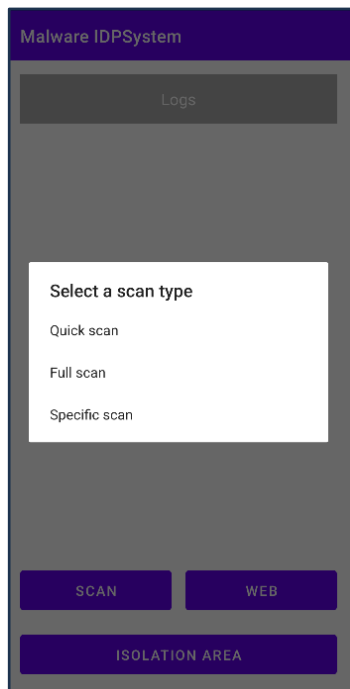 Malware IDPSystem
Logs
Select a scan type
Quick scan
Full scan
Specific scan
SCAN
WEB
ISOLATION AREA